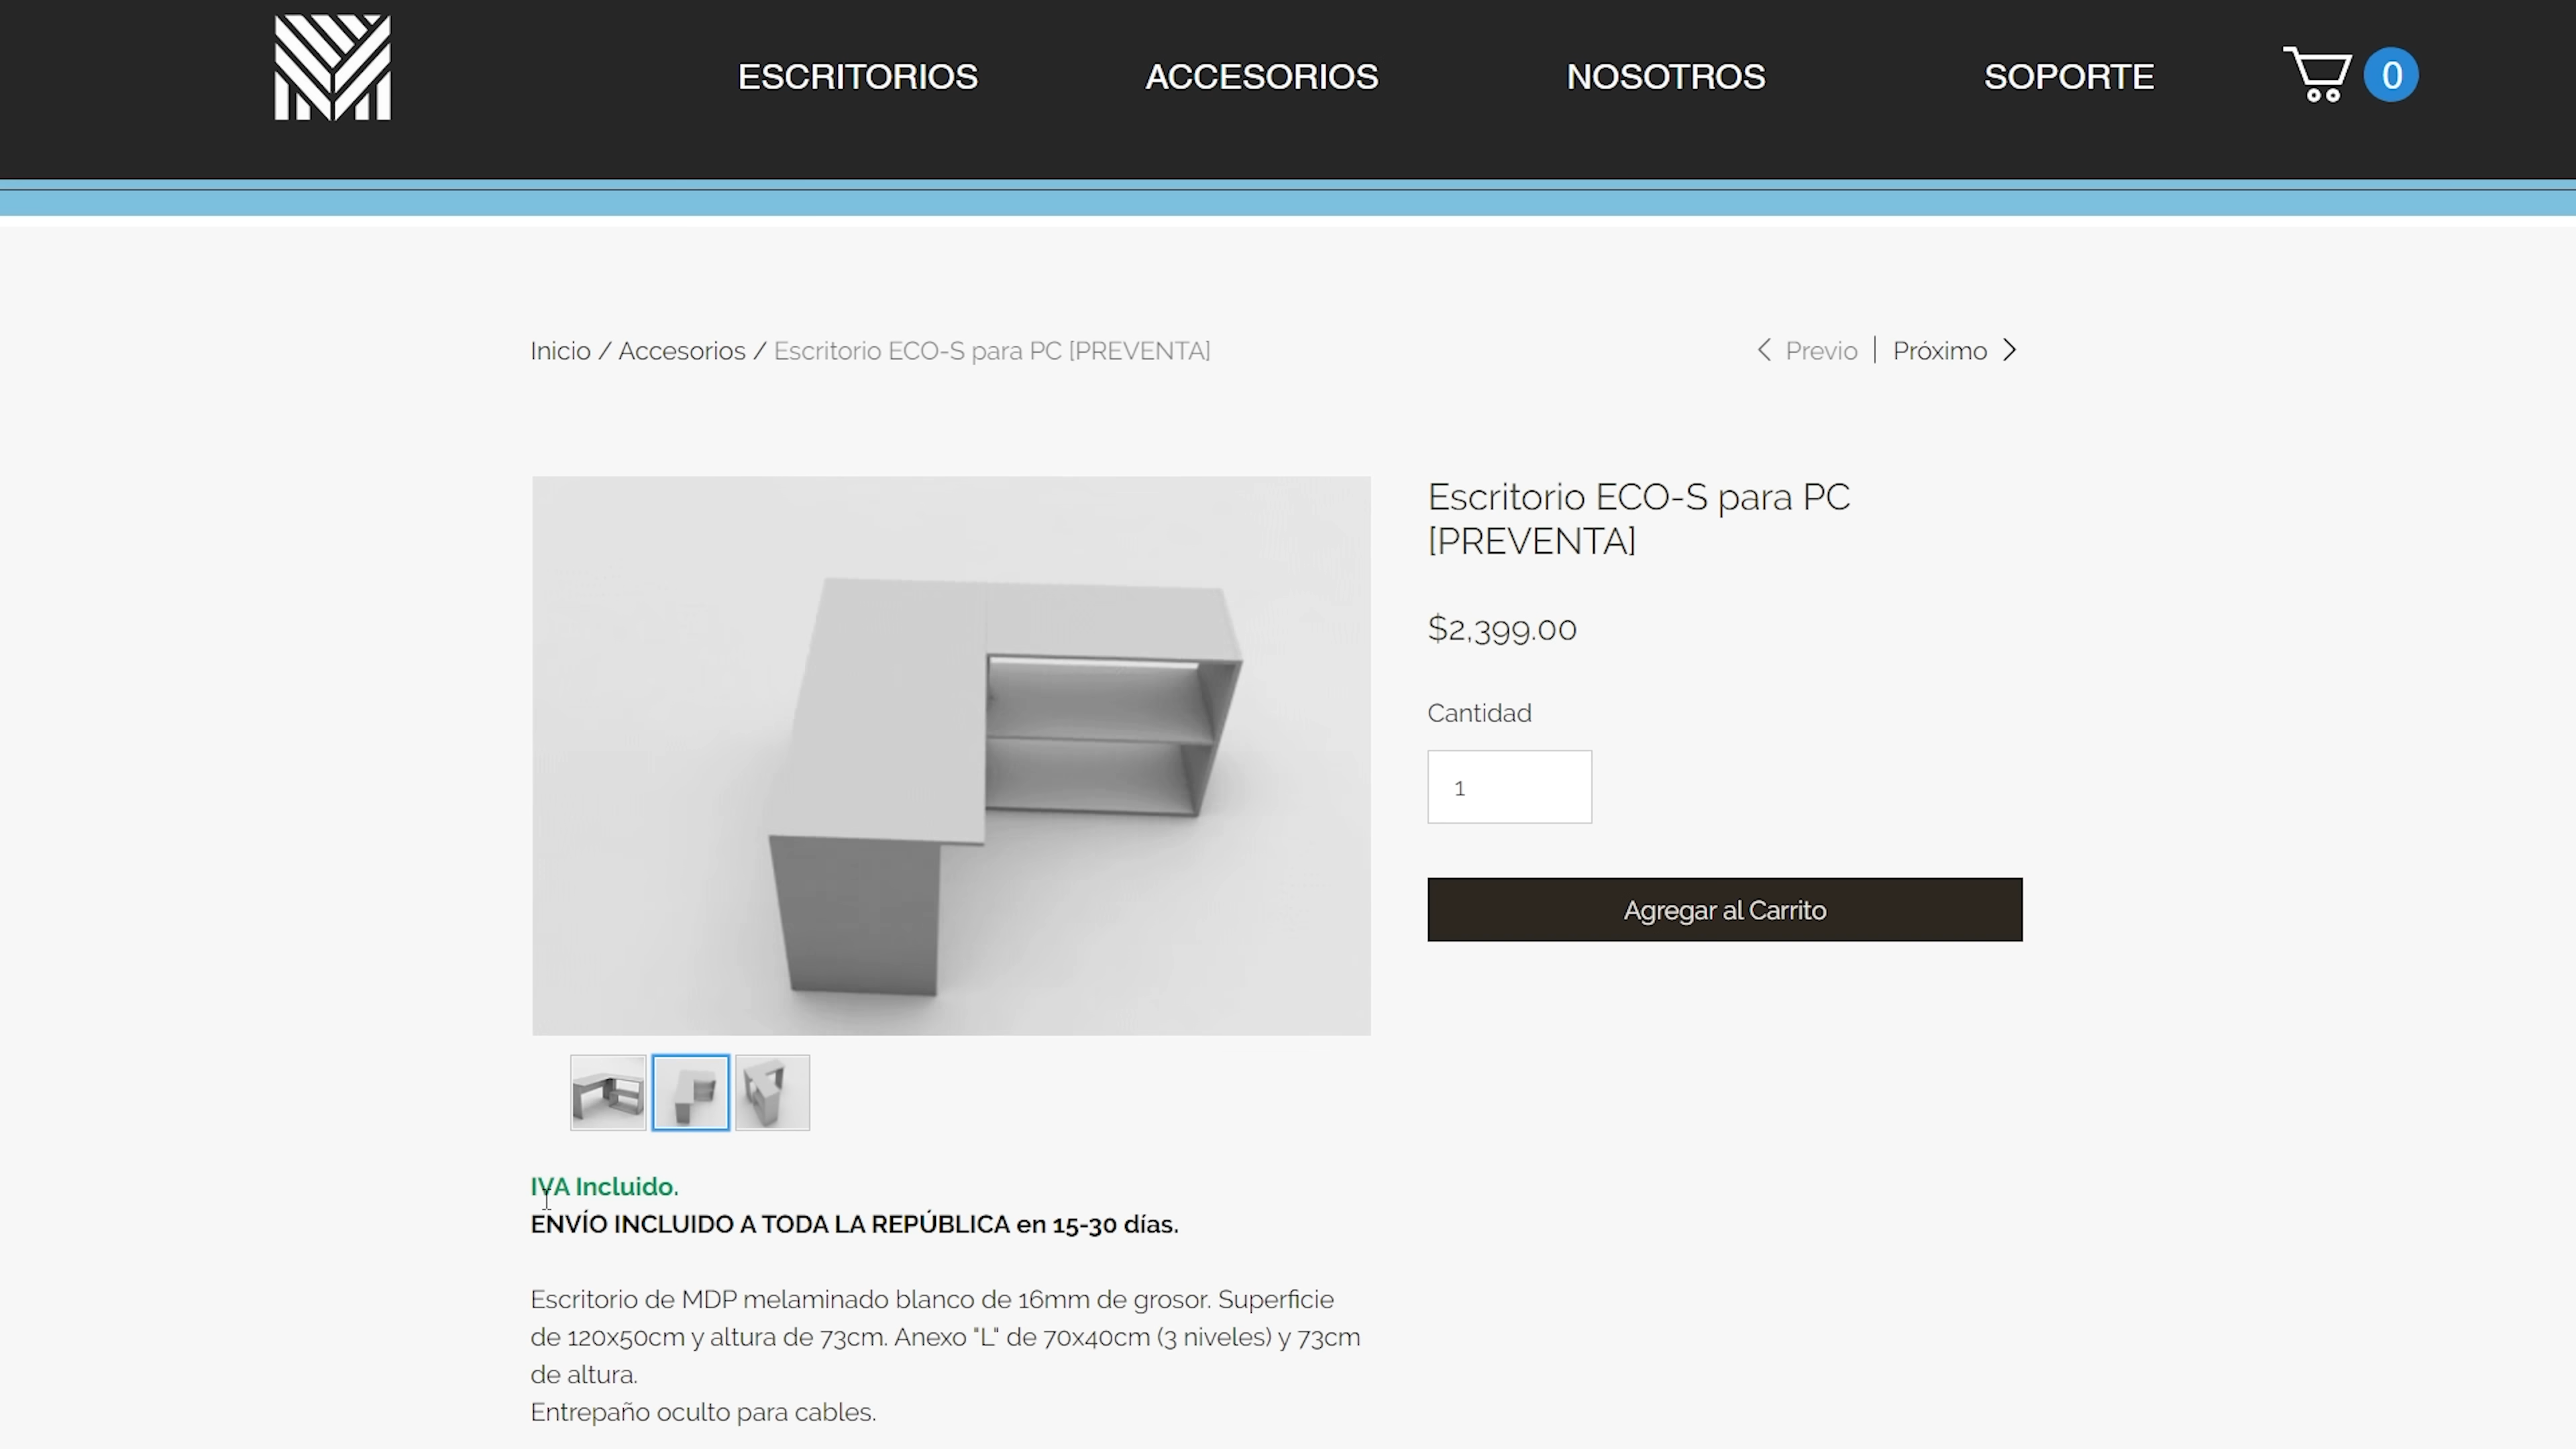 ESCRITORIOS ACCESORIOS NOSOTROS SOPORTE 0
Inicio / Accesorios / Escritorio ECO-S para PC [PREVENTA]
Previo | Próximo
Escritorio ECO-S para PC
[PREVENTA]
$2,399.00
Cantidad
1
Agregar al Carrito
IVA Incluido.
ENVÍO INCLUIDO A TODA LA REPÚBLICA en 15-30 días.
Escritorio de MDP melaminado blanco de 16mm de grosor. Superficie
de 120x50cm y altura de 73cm. Anexo "L" de 70x40cm (3 niveles) y 73cm
de altura.
Entrepaño oculto para cables.